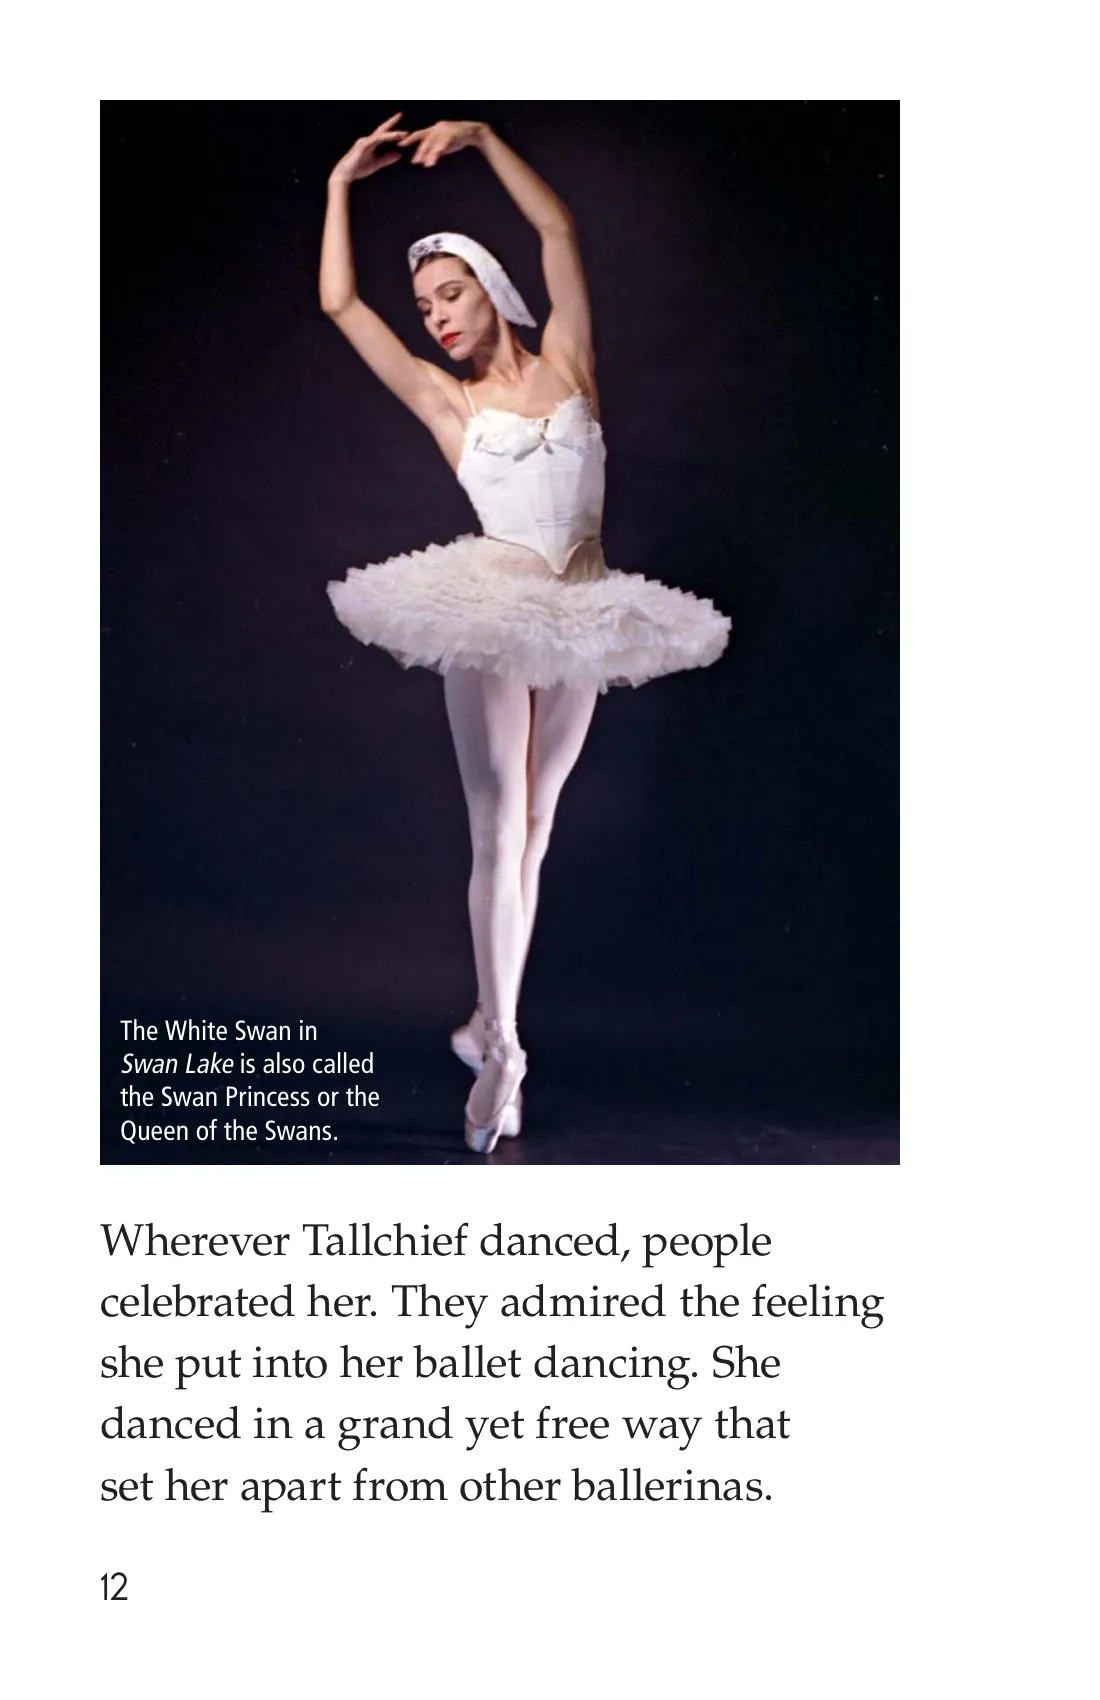 The White Swan in
Swan Lake is also called
the Swan Princess or the
Queen of the Swans.
Wherever Tallchief danced, people
celebrated her. They admired the feeling
she put into her ballet dancing. She
danced in a grand yet free way that
set her apart from other ballerinas.
12